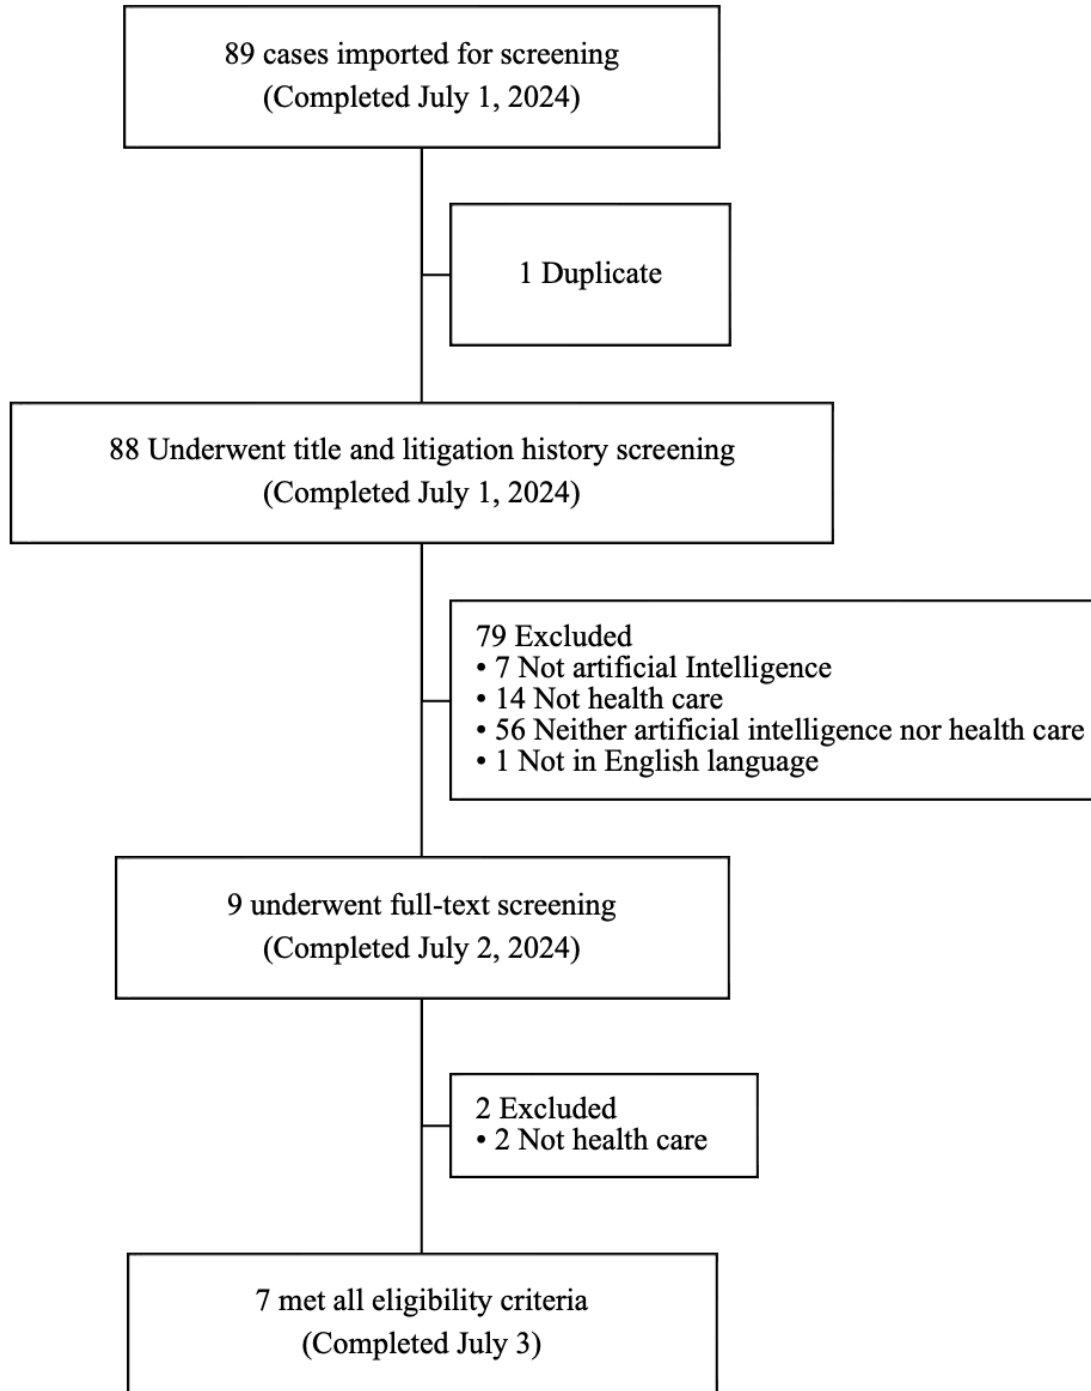 89 cases imported for screening
(Completed July 1, 2024)
1 Duplicate
88 Underwent title and litigation history screening
(Completed July 1, 2024)
79 Excluded
• 7 Not artificial Intelligence
• 14 Not health care
• 56 Neither artificial intelligence nor health care
• 1 Not in English language
9 underwent full-text screening
(Completed July 2, 2024)
2 Excluded
• 2 Not health care
7 met all eligibility criteria
(Completed July 3)